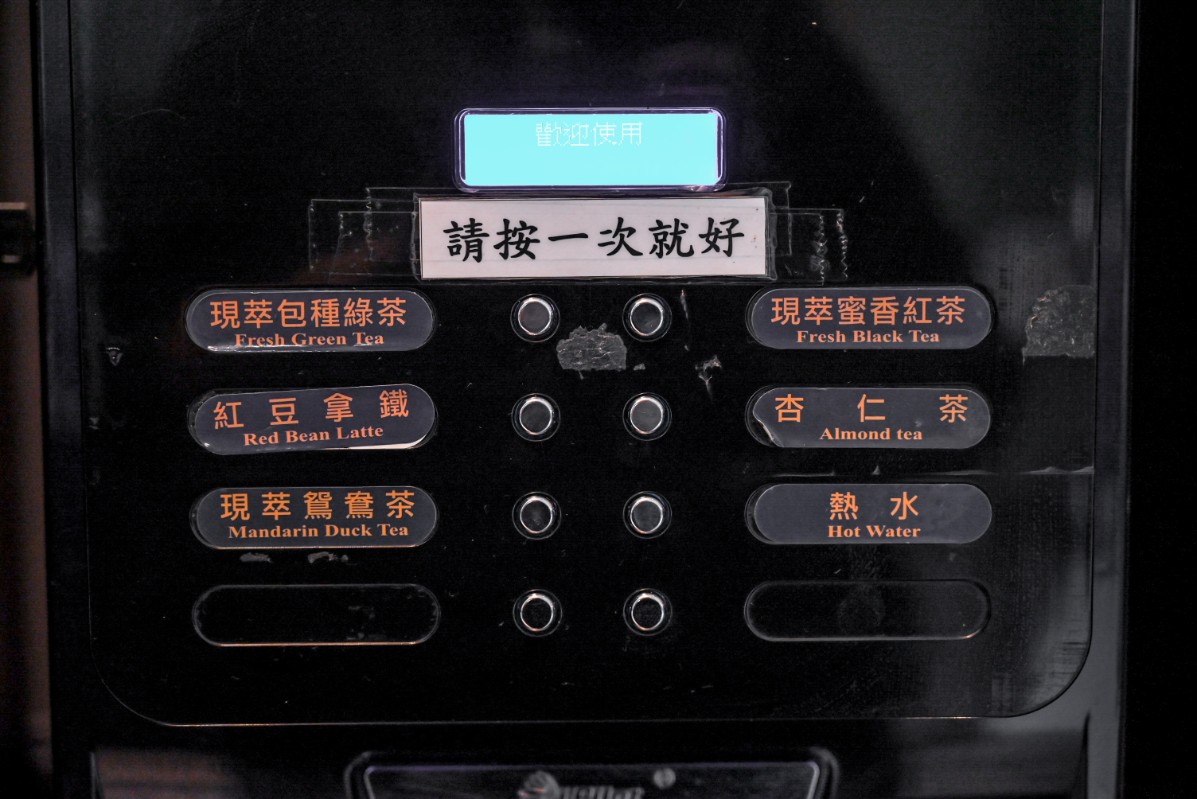 歡迎使用
請按一次就好
現萃包種綠茶
Fresh Green Tea
現萃蜜香紅茶
Fresh Black Tea
紅豆拿鐵
Red Bean Latte
杏仁茶
Almond tea
現萃鴛鴦茶
Mandarin Duck Tea
熱水
Hot Water